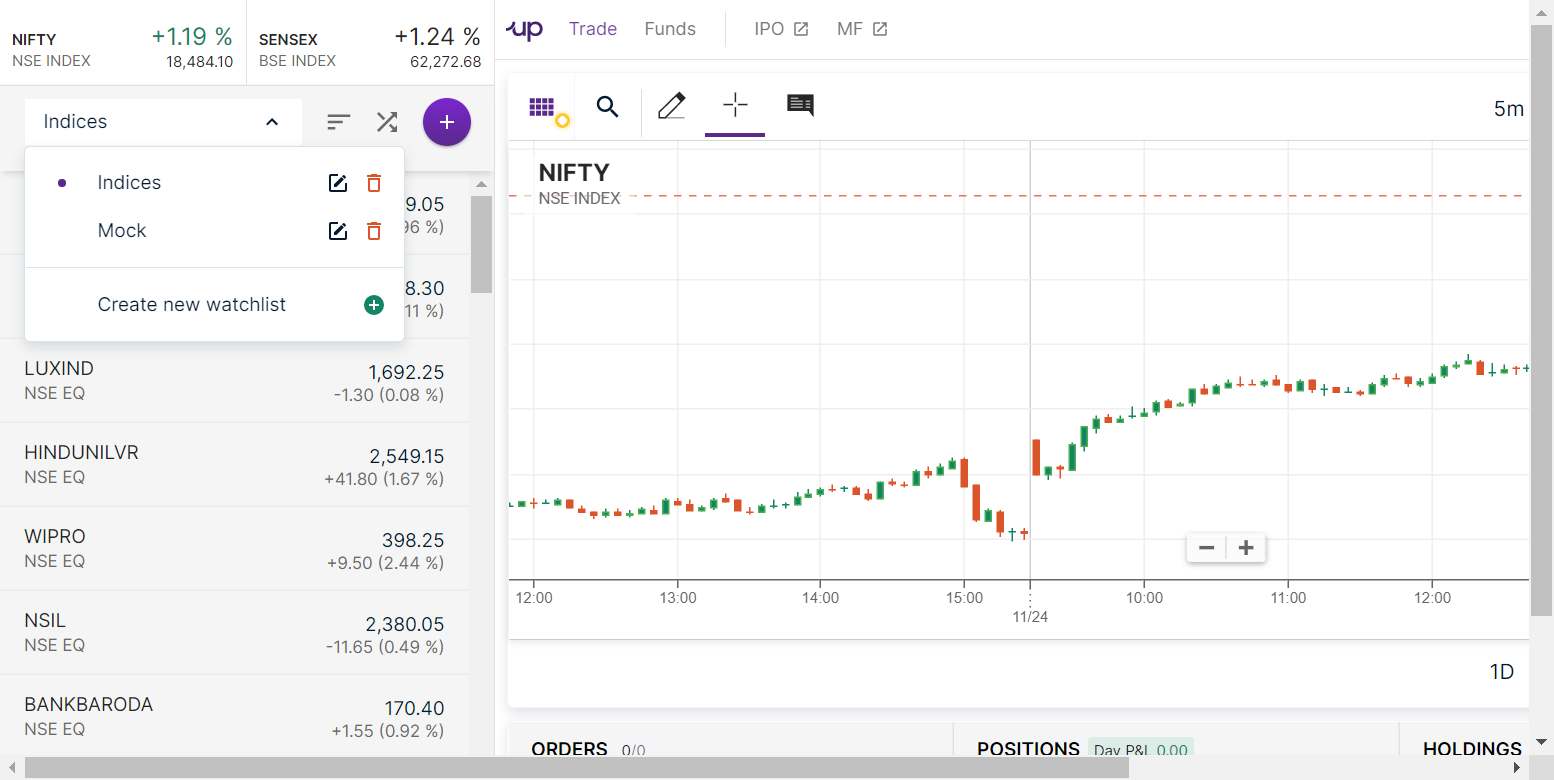 NIFTY
+1.19 %
NSE INDEX
18,484.10
SENSEX
+1.24 %
BSE INDEX
62,272.68
up
Trade
Funds
IPO
MF
Indices
Indices
Mock
Create new watchlist
9.05
96 %)
8.30
11 %)
LUXIND
1,692.25
NSE EQ
-1.30 (0.08 %)
HINDUNILVR
2,549.15
NSE EQ
+41.80 (1.67 %)
WIPRO
398.25
NSE EQ
+9.50 (2.44 %)
NSIL
2,380.05
NSE EQ
-11.65 (0.49 %)
BANKBARODA
170.40
NSE EQ
+1.55 (0.92 %)
5m
NIFTY
NSE INDEX
12:00
13:00
14:00
15:00
10:00
11:00
12:00
11/24
1D
ORDERS 0/0
POSITIONS Day P&L 0.00
HOLDINGS